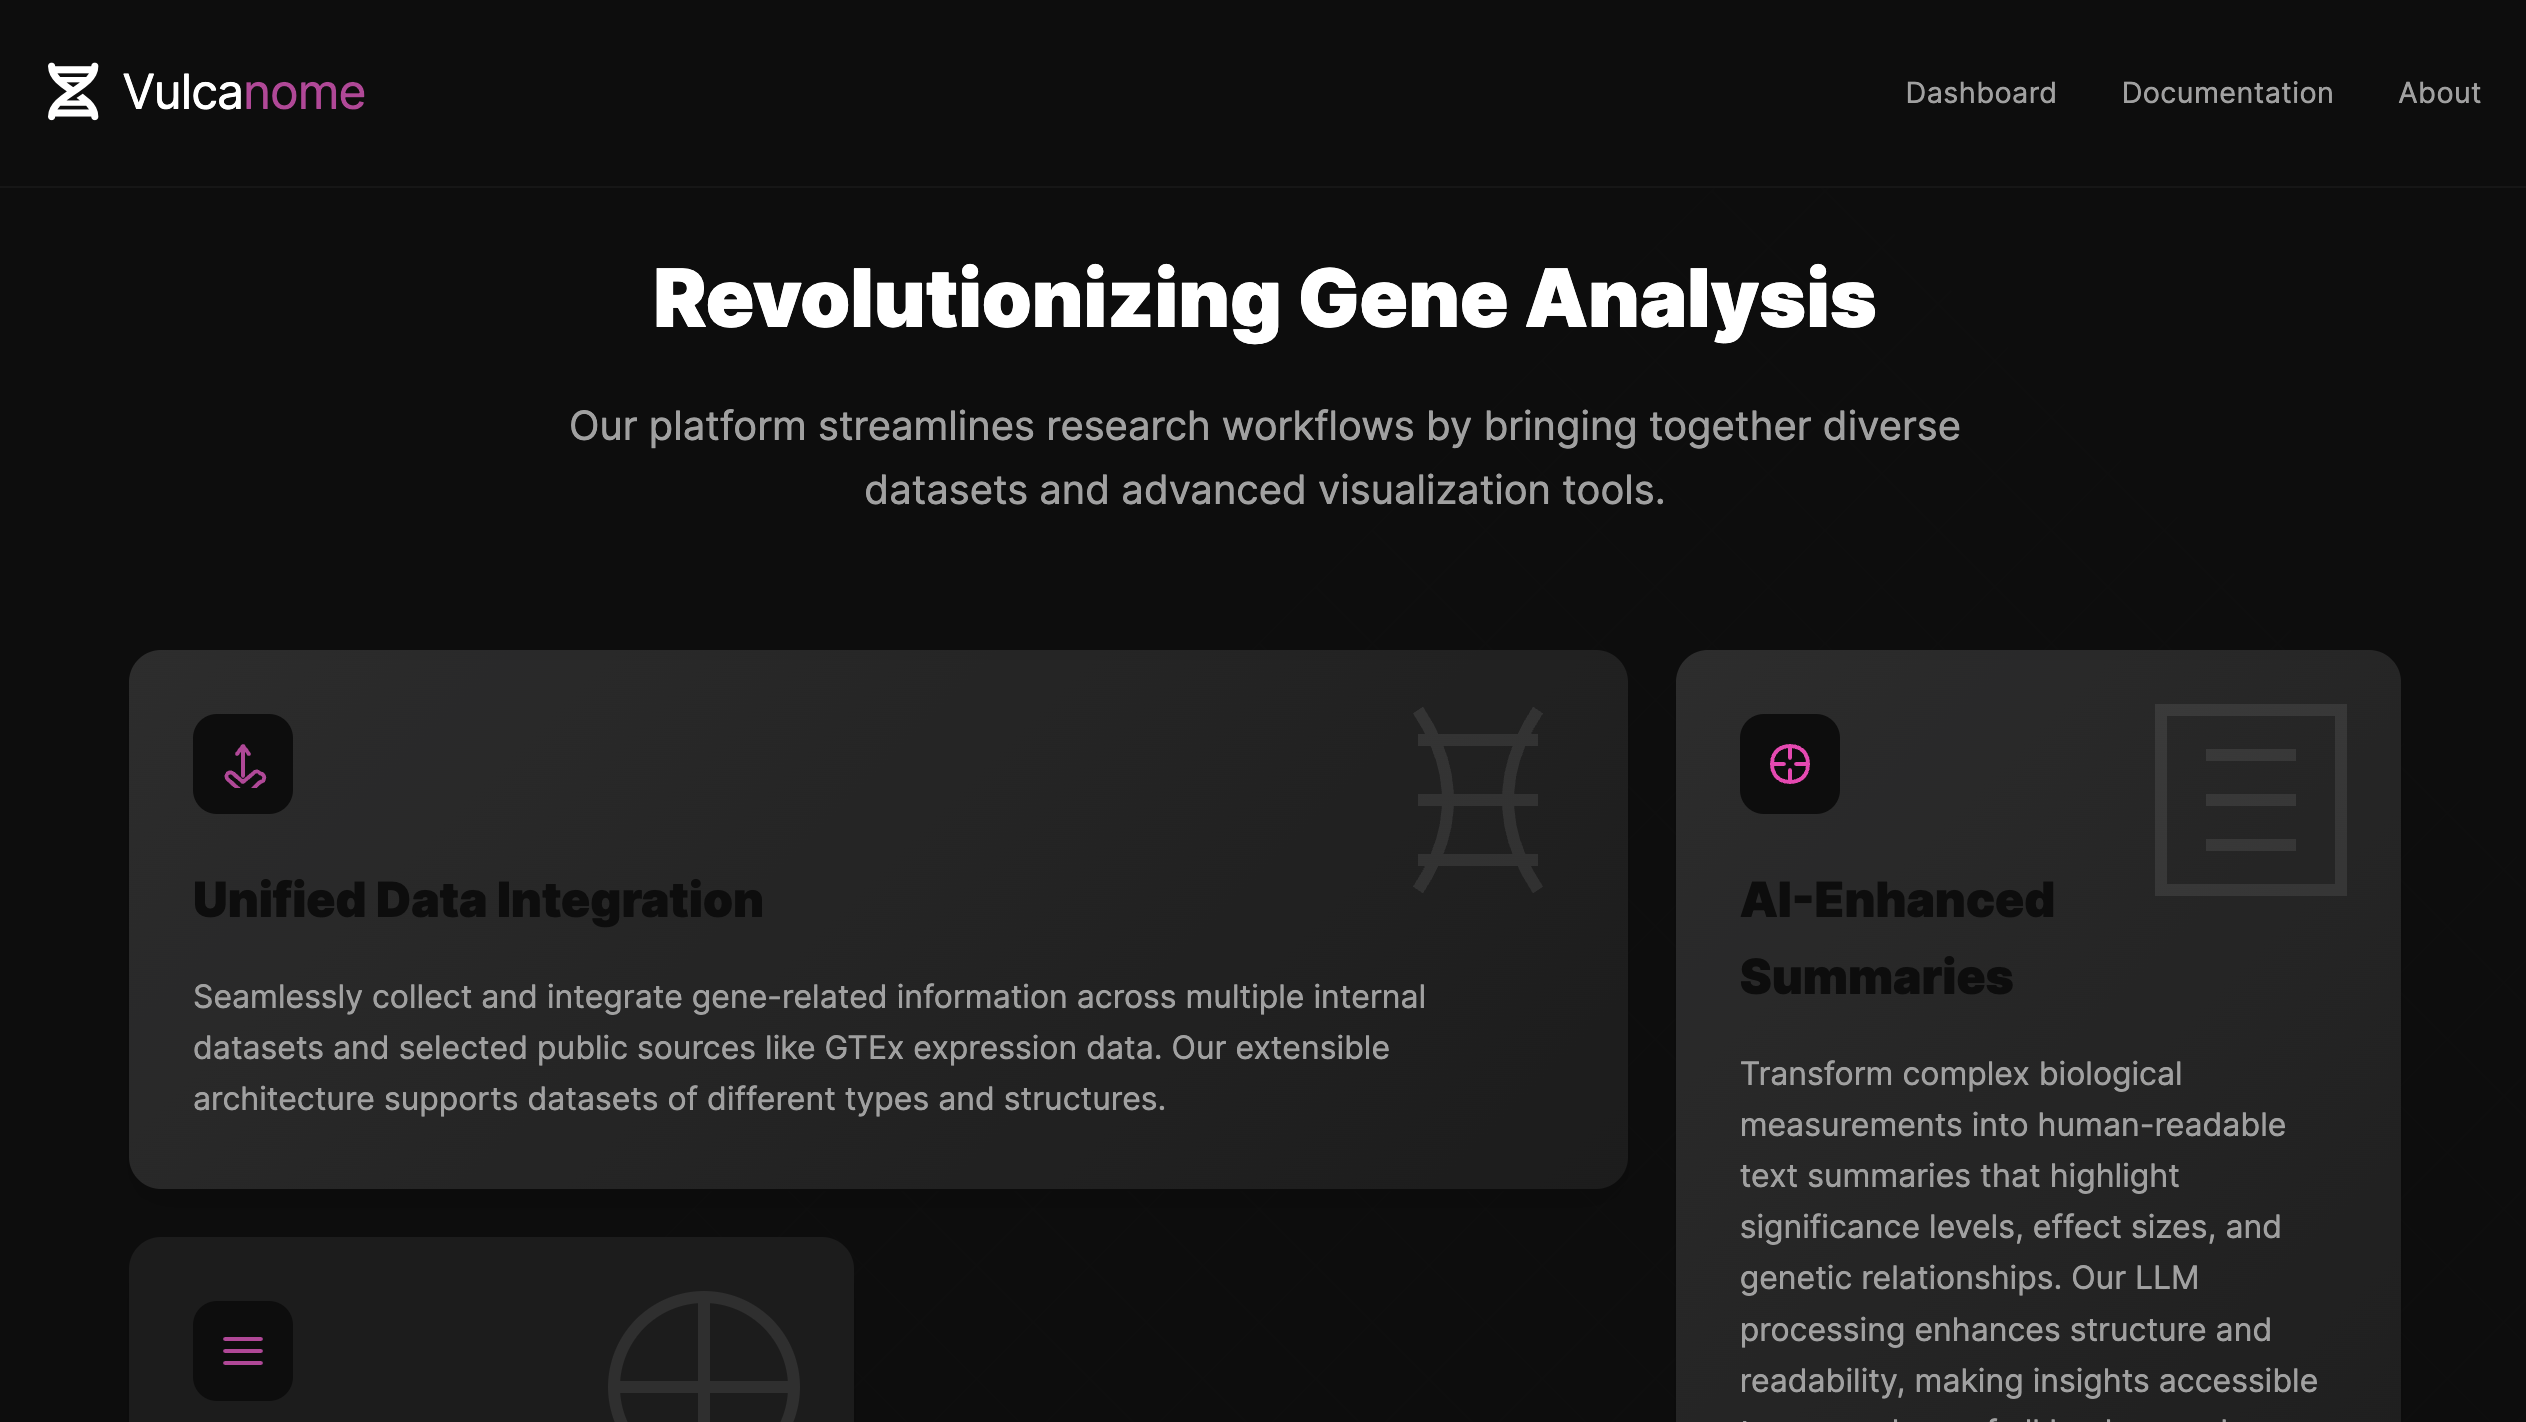 Vulcanome
Dashboard
Documentation
About
Revolutionizing Gene Analysis
Our platform streamlines research workflows by bringing together diverse
datasets and advanced visualization tools.
Unified Data Integration
Seamlessly collect and integrate gene-related information across multiple internal
datasets and selected public sources like GTEx expression data. Our extensible
architecture supports datasets of different types and structures.
AI-Enhanced
Summaries
Transform complex biological
measurements into human-readable
text summaries that highlight
significance levels, effect sizes, and
genetic relationships. Our LLM
processing enhances structure and
readability, making insights accessible